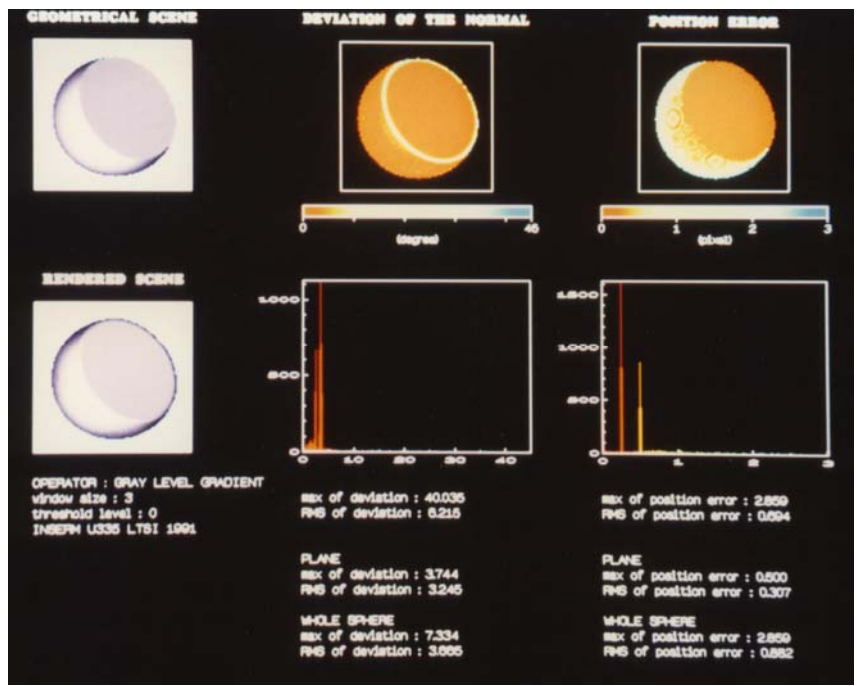 GEOMETRICAL SCENE
DEVIATION OF THE NORMAL
POSITION ERROR
0 45
(degree)
0 1 2 3
(pixel)
RENDERED SCENE
1000
500
0
0 10 20 30 40
1500
1000
500
0
0 1 2 3
OPERATOR : GRAY LEVEL GRADIENT
window size : 3
threshold level : 0
INSERM U335 LTSI 1991
max of deviation : 40.035
RMS of deviation : 6.215
PLANE
max of deviation : 3.744
RMS of deviation : 3.245
WHOLE SPHERE
max of deviation : 7.334
RMS of deviation : 3.665
max of position error : 2.859
RMS of position error : 0.694
PLANE
max of position error : 0.500
RMS of position error : 0.307
WHOLE SPHERE
max of position error : 2.859
RMS of position error : 0.882